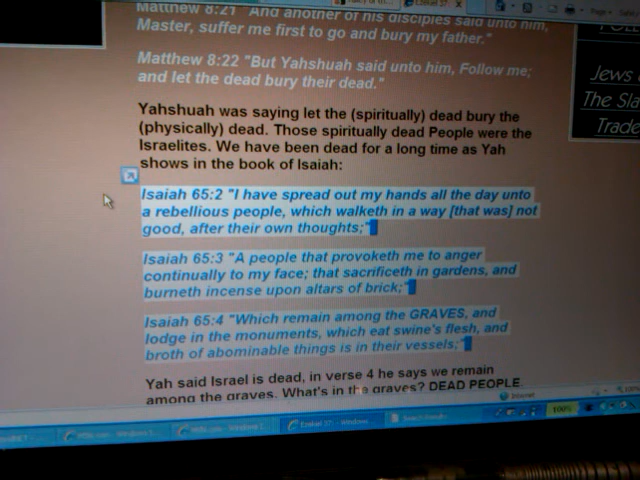 Matthew 8:21 "And another of his disciples said unto him,
Master, suffer me first to go and bury my father."
Matthew 8:22 "But Yahshuah said unto him, Follow me;
and let the dead bury their dead."
Yahshuah was saying let the (spiritually) dead bury the
(physically) dead. Those spiritually dead People were the
Israelites. We have been dead for a long time as Yah
shows in the book of Isaiah:
Isaiah 65:2 "I have spread out my hands all the day unto
a rebellious people, which walketh in a way [that was] not
good, after their own thoughts;"
Isaiah 65:3 "A people that provoketh me to anger
continually to my face; that sacrificeth in gardens, and
burneth incense upon altars of brick;"
Isaiah 65:4 "Which remain among the GRAVES, and
lodge in the monuments, which eat swine's flesh, and
broth of abominable things is in their vessels;"
Yah said Israel is dead, in verse 4 he says we remain
among the graves. What's in the graves? DEAD PEOPLE.
Jews
The Sla
Trade
Page
Internet
100%
Ezekiel 37 - Windows